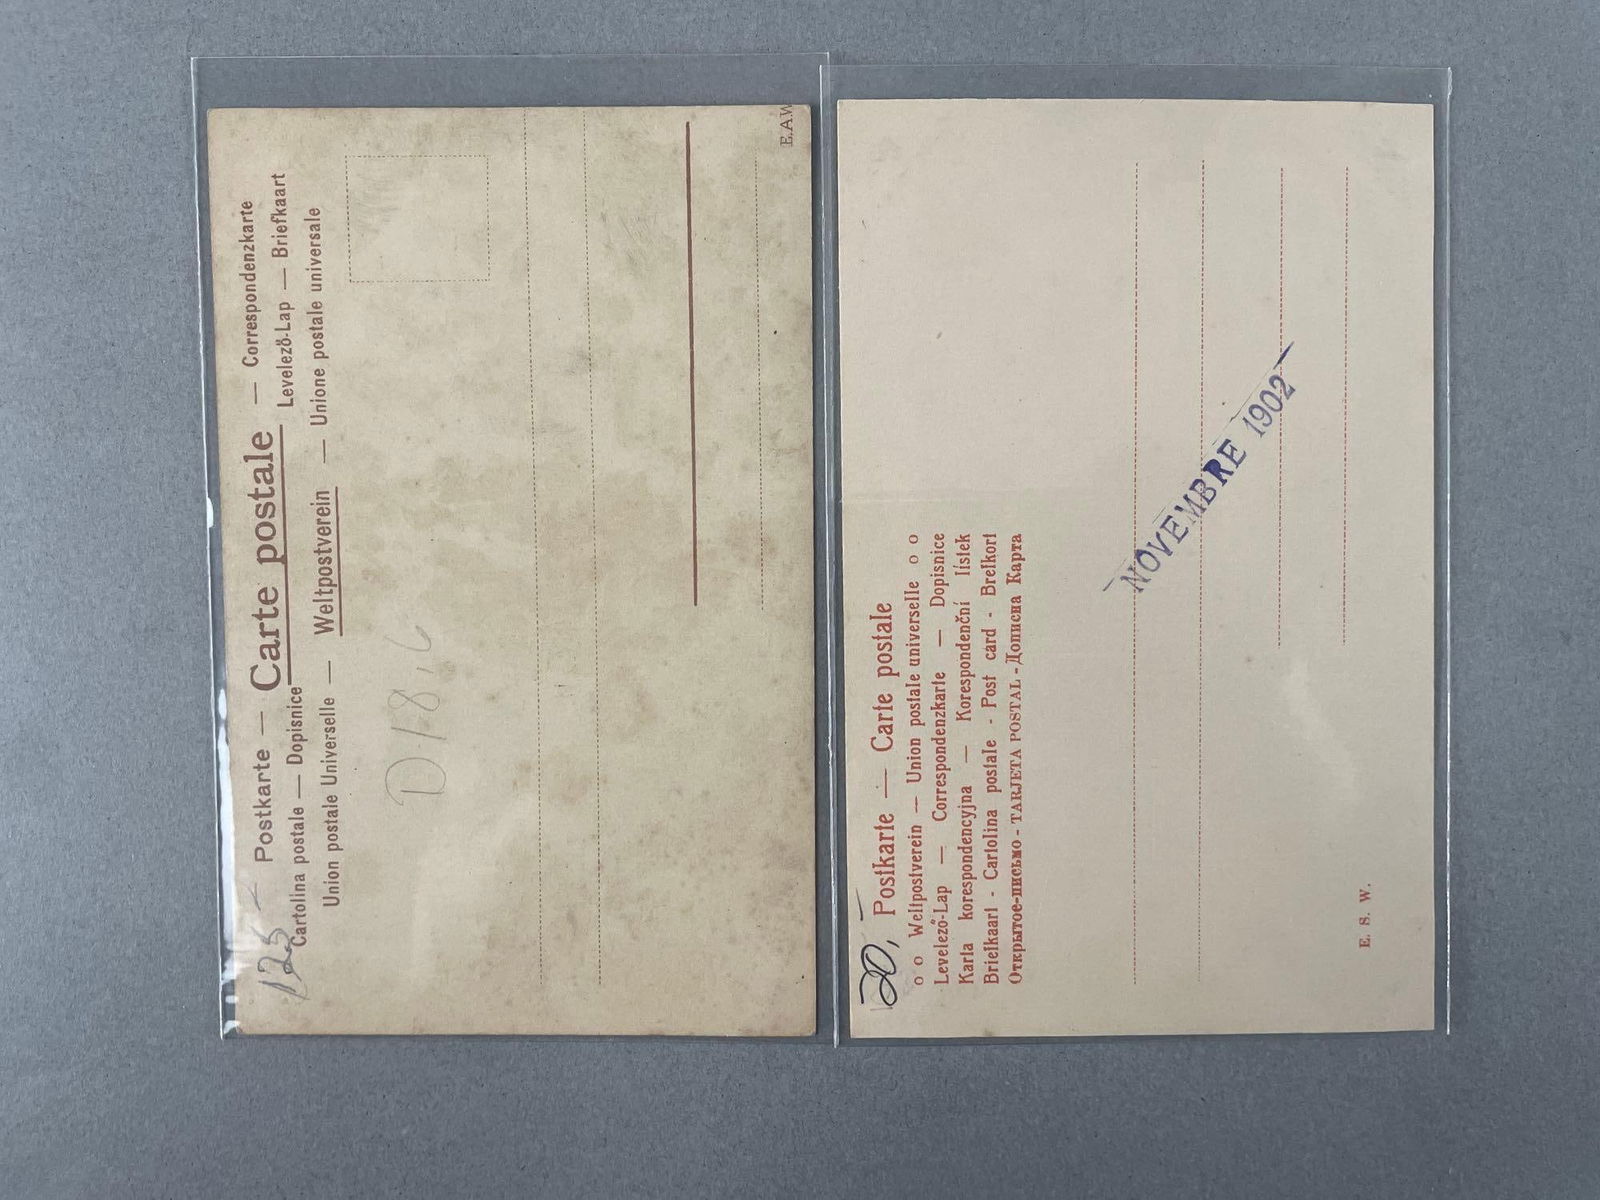 125
Postkarte — Carte postale — Correspondenzkarte
Cartolina postale — Dopisnice
Levelező-Lap — Briefkaart
Union postale Universelle — Weltpostverein — Unione postale universale
D·18,6
E.A.W
20,—
Postkarte — Carte postale
o o Weltpostverein — Union postale universelle o o
Levelező-Lap — Correspondenzkarte — Dopisnice
Karta korespondencyjna — Korespondenční lístek
Briefkaart - Cartolina postale - Post card - Brefkort
Открытое-письмо - TARJETA POSTAL - Дописна Карта
NOVEMBRE 1902
E. S. W.